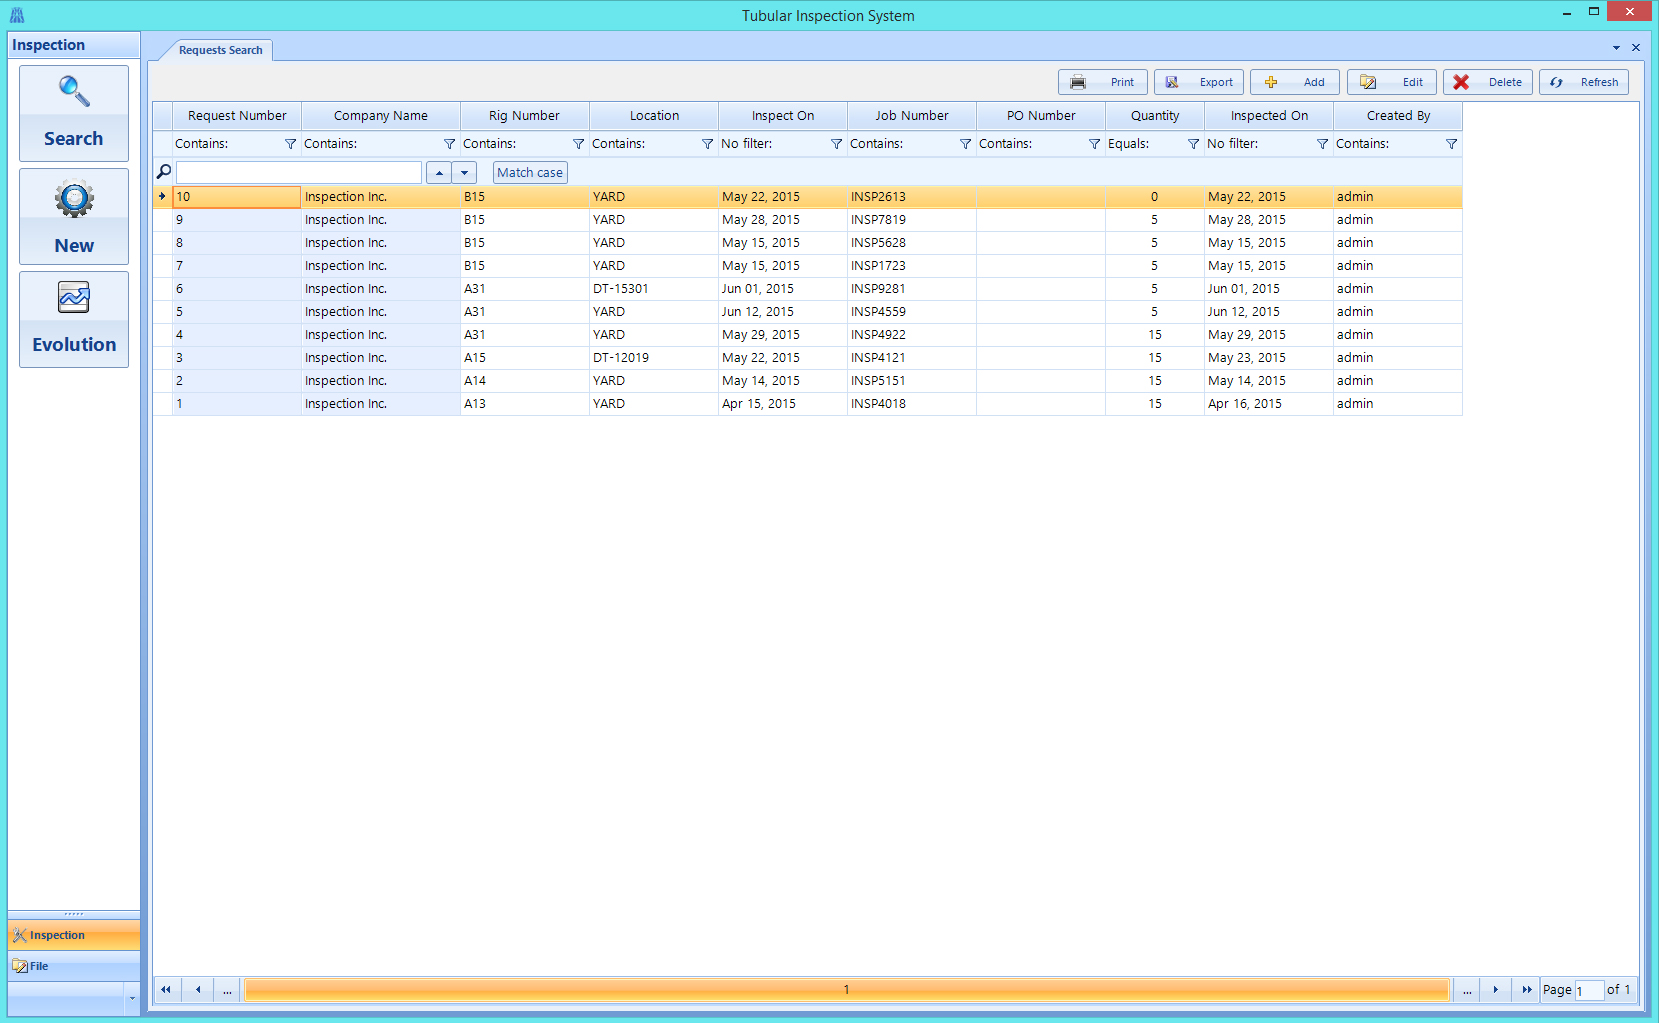 Tubular Inspection System
Inspection
Requests Search
Print Export Add Edit Delete Refresh
Search
New
Evolution
Request Number Company Name Rig Number Location Inspect On Job Number PO Number Quantity Inspected On Created By
Contains: Contains: Contains: Contains: No filter: Contains: Contains: Equals: No filter: Contains:
Match case
10 Inspection Inc. B15 YARD May 22, 2015 INSP2613 0 May 22, 2015 admin
9 Inspection Inc. B15 YARD May 28, 2015 INSP7819 5 May 28, 2015 admin
8 Inspection Inc. B15 YARD May 15, 2015 INSP5628 5 May 15, 2015 admin
7 Inspection Inc. B15 YARD May 15, 2015 INSP1723 5 May 15, 2015 admin
6 Inspection Inc. A31 DT-15301 Jun 01, 2015 INSP9281 5 Jun 01, 2015 admin
5 Inspection Inc. A31 YARD Jun 12, 2015 INSP4559 5 Jun 12, 2015 admin
4 Inspection Inc. A31 YARD May 29, 2015 INSP4922 15 May 29, 2015 admin
3 Inspection Inc. A15 DT-12019 May 22, 2015 INSP4121 15 May 23, 2015 admin
2 Inspection Inc. A14 YARD May 14, 2015 INSP5151 15 May 14, 2015 admin
1 Inspection Inc. A13 YARD Apr 15, 2015 INSP4018 15 Apr 16, 2015 admin
Inspection
File
... 1 ... Page 1 of 1